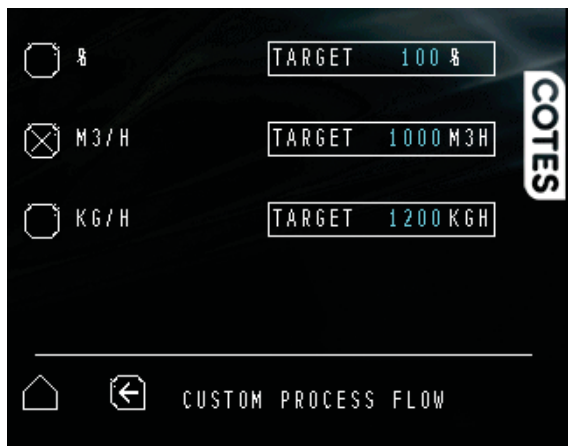 % TARGET 100 %
M3/H TARGET 1000 M3H
KG/H TARGET 1200 KGH
COTES
CUSTOM PROCESS FLOW